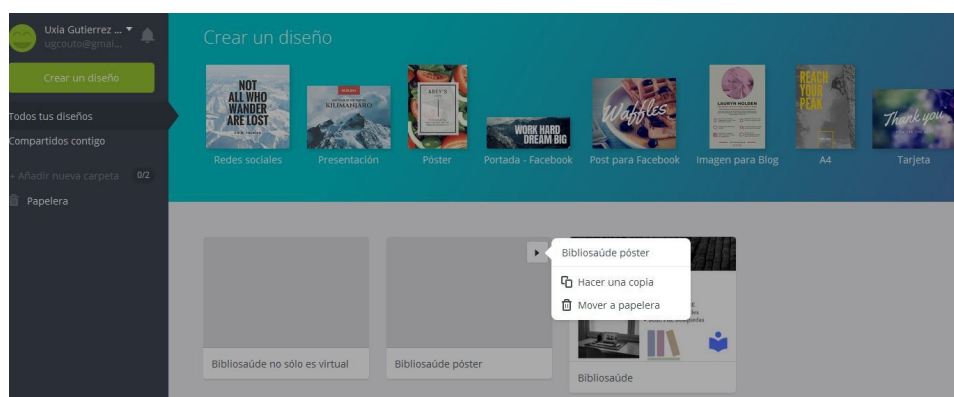 Uxia Gutierrez ...
ugcouto@gmai...
Crear un diseño
Todos tus diseños
Compartidos contigo
+ Añadir nueva carpeta 0/2
Papelera
Crear un diseño
NOT
ALL WHO
WANDER
ARE LOST
KILIMANJARO
WORK HARD
DREAM BIG
Waffles
LAUREN HOLDEN
REACH
YOUR
PEAK
Thank you
Redes sociales
Presentación
Póster
Portada - Facebook
Post para Facebook
Imagen para Blog
A4
Tarjeta
Bibliosaúde póster
Hacer una copia
Mover a papelera
Bibliosaúde no sólo es virtual
Bibliosaúde póster
Bibliosaúde